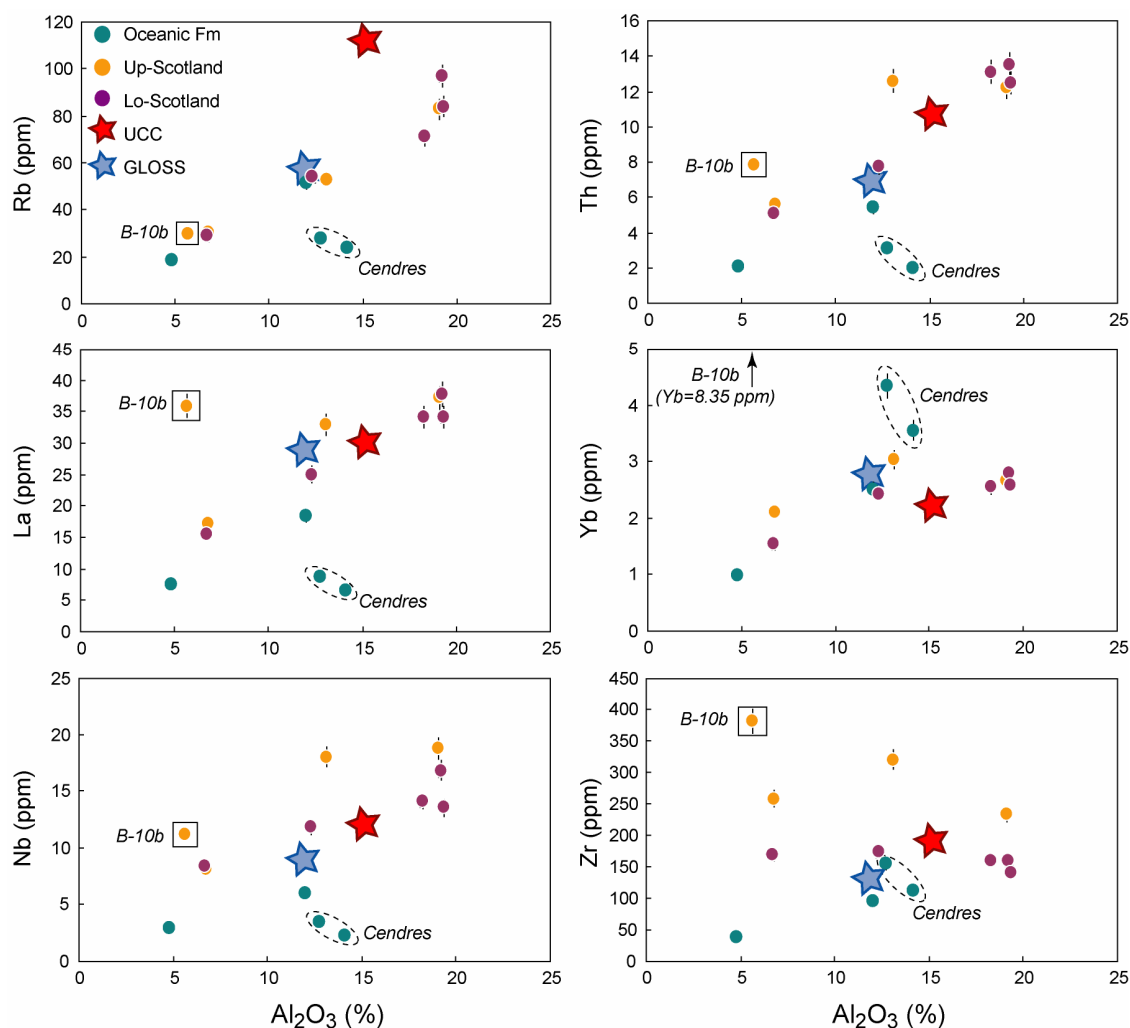 Rb (ppm)
120
100
80
60
40
20
0
Oceanic Fm
Up-Scotland
Lo-Scotland
UCC
GLOSS
B-10b
Cendres
0 5 10 15 20 25
Th (ppm)
16
14
12
10
8
6
4
2
0
B-10b
Cendres
0 5 10 15 20 25
La (ppm)
45
40
35
30
25
20
15
10
5
0
B-10b
Cendres
0 5 10 15 20 25
Yb (ppm)
5
4
3
2
1
0
B-10b
(Yb=8.35 ppm)
Cendres
0 5 10 15 20 25
Nb (ppm)
25
20
15
10
5
0
B-10b
Cendres
0 5 10 15 20 25
Al₂O₃ (%)
Zr (ppm)
450
400
350
300
250
200
150
100
50
0
B-10b
Cendres
0 5 10 15 20 25
Al₂O₃ (%)